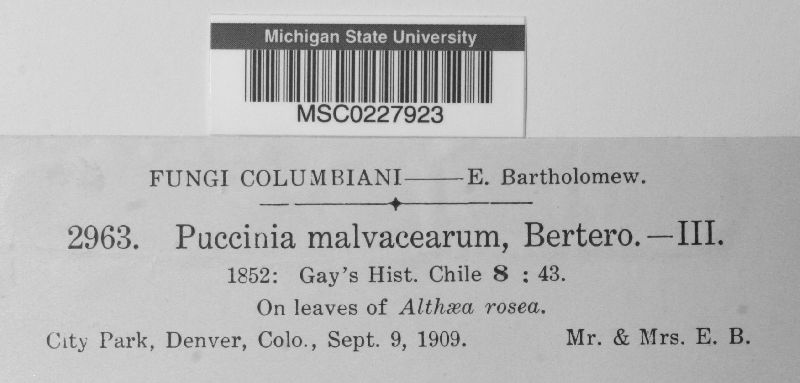 Michigan State University
MSC0227923
FUNGI COLUMBIANI——E. Bartholomew.
2963. Puccinia malvacearum, Bertero.—III.
1852: Gay's Hist. Chile 8 : 43.
On leaves of Althæa rosea.
City Park, Denver, Colo., Sept. 9, 1909. Mr. & Mrs. E. B.